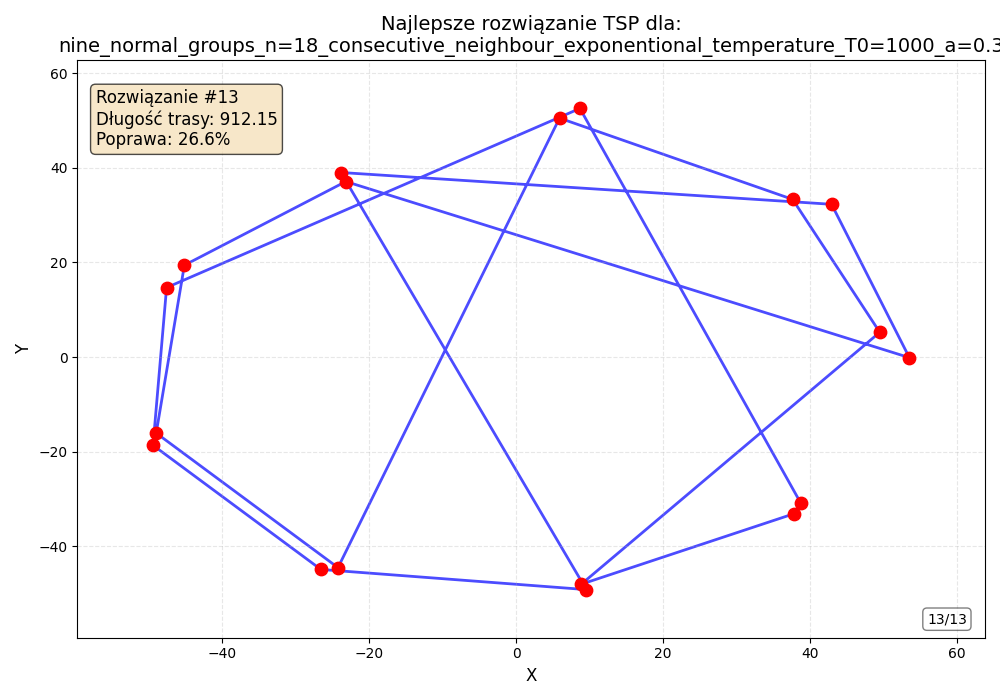 Najlepsze rozwiązanie TSP dla:
nine_normal_groups_n=18_consecutive_neighbour_exponentional_temperature_T0=1000_a=0.3
Rozwiązanie #13
Długość trasy: 912.15
Poprawa: 26.6%
60
40
20
0
−20
−40
Y
13/13
−40
−20
0
20
40
60
X